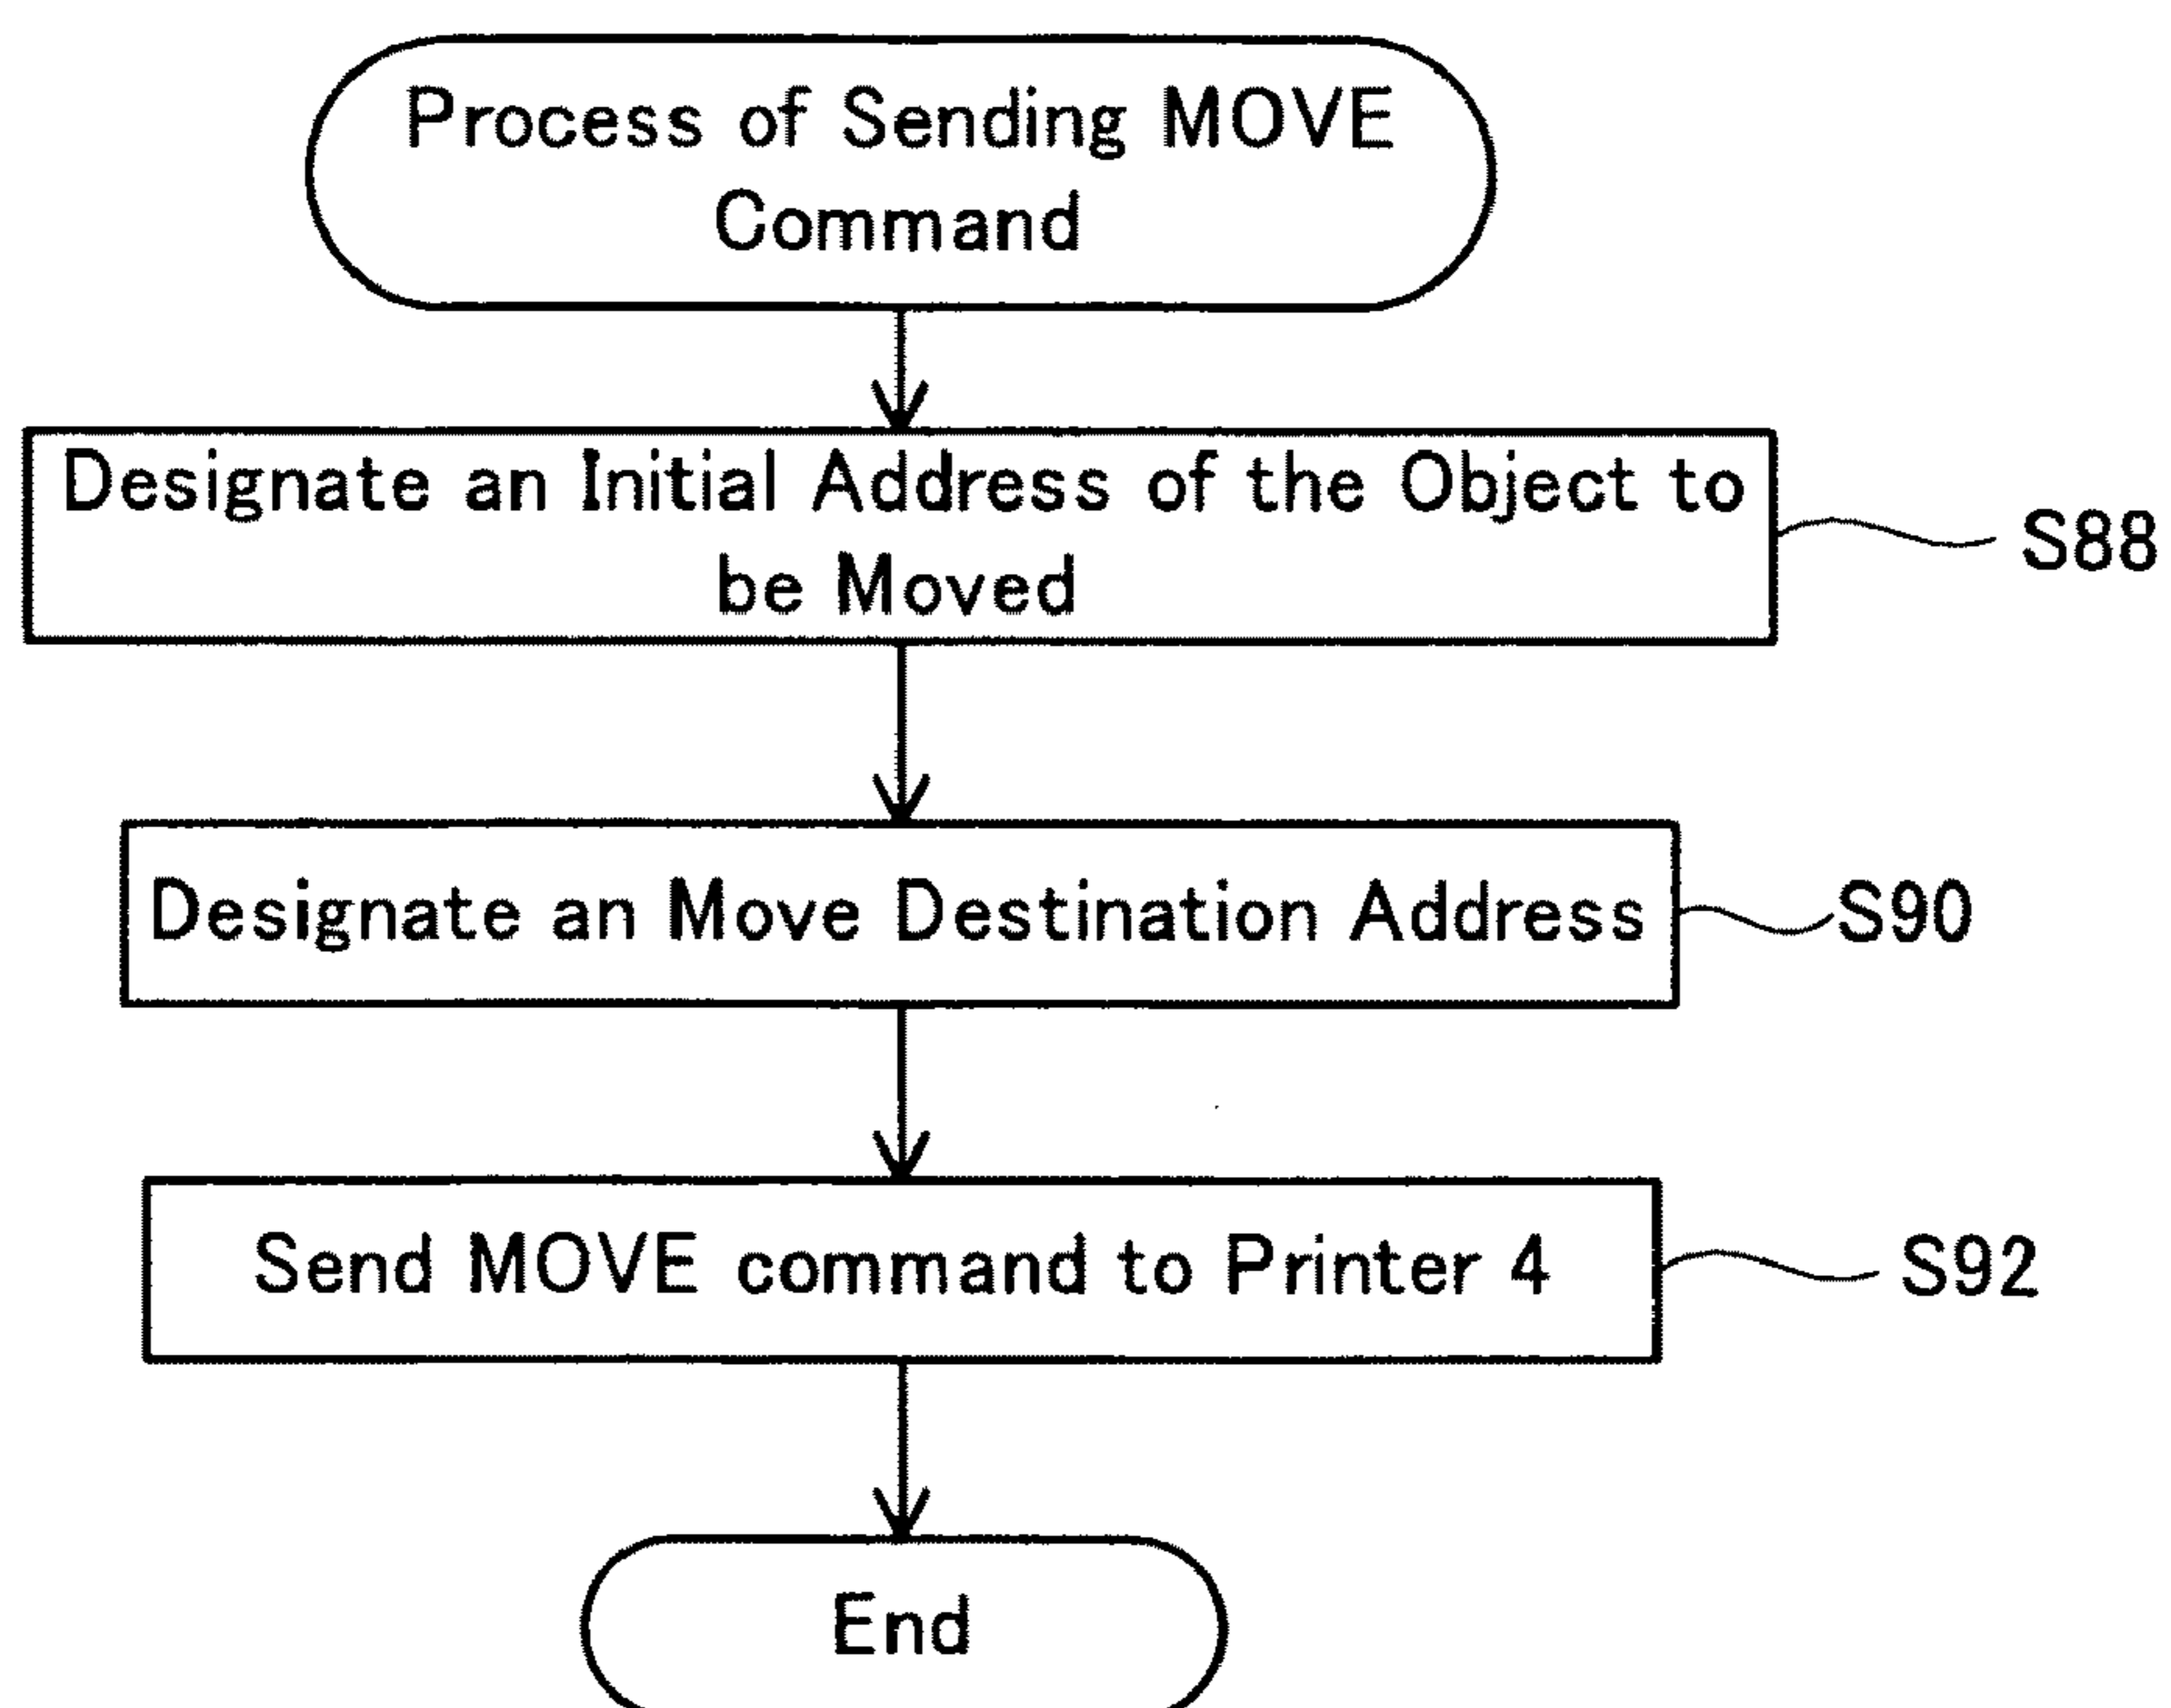 Process of Sending MOVE
Command
Designate an Initial Address of the Object to
be Moved
S88
Designate an Move Destination Address
S90
Send MOVE command to Printer 4
S92
End